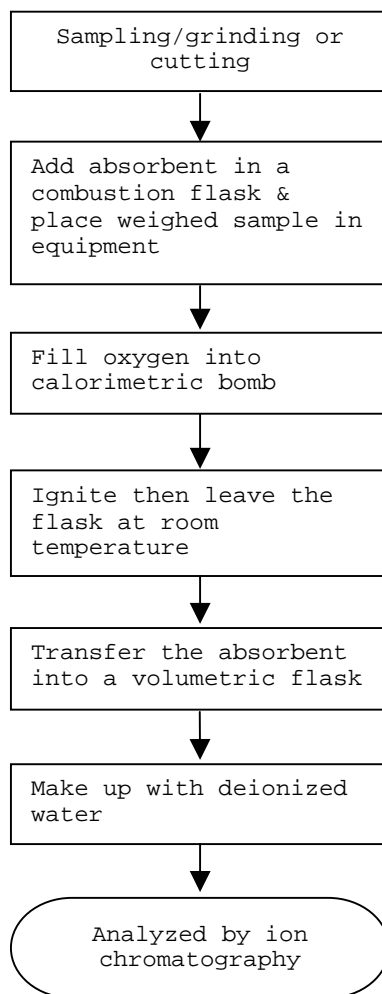 Sampling/grinding or
cutting
Add absorbent in a
combustion flask &
place weighed sample in
equipment
Fill oxygen into
calorimetric bomb
Ignite then leave the
flask at room
temperature
Transfer the absorbent
into a volumetric flask
Make up with deionized
water
Analyzed by ion
chromatography